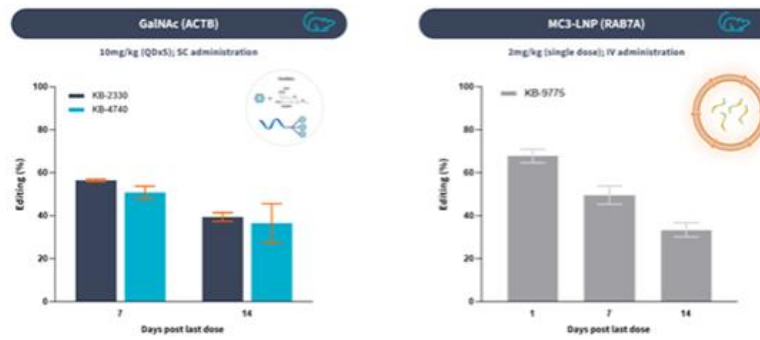 GalNAc (ACTB)
10mg/kg (QDx5); SC administration
Editing (%)
100
80
60
40
20
0
KB-2330
KB-4740
7
14
Days post last dose
MC3-LNP (RAB7A)
2mg/kg (single dose); IV administration
Editing (%)
100
80
60
40
20
0
KB-9775
1
7
14
Days post last dose